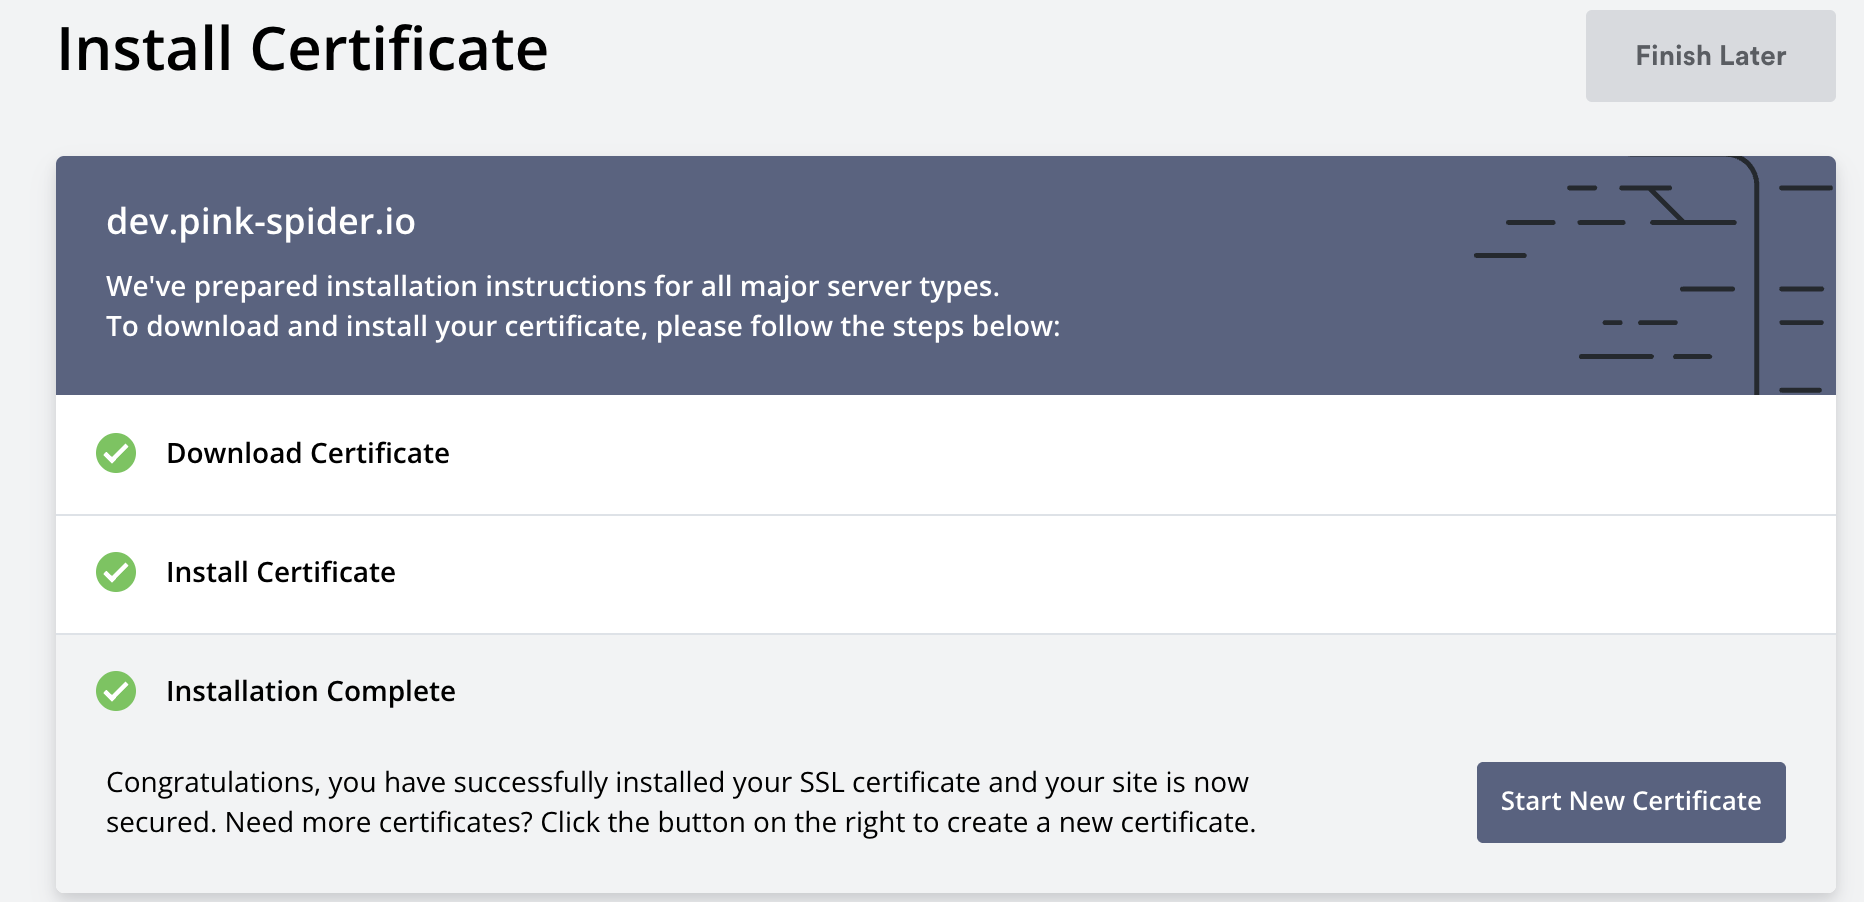 Install Certificate
Finish Later
dev.pink-spider.io
We've prepared installation instructions for all major server types.
To download and install your certificate, please follow the steps below:
Download Certificate
Install Certificate
Installation Complete
Congratulations, you have successfully installed your SSL certificate and your site is now
secured. Need more certificates? Click the button on the right to create a new certificate.
Start New Certificate